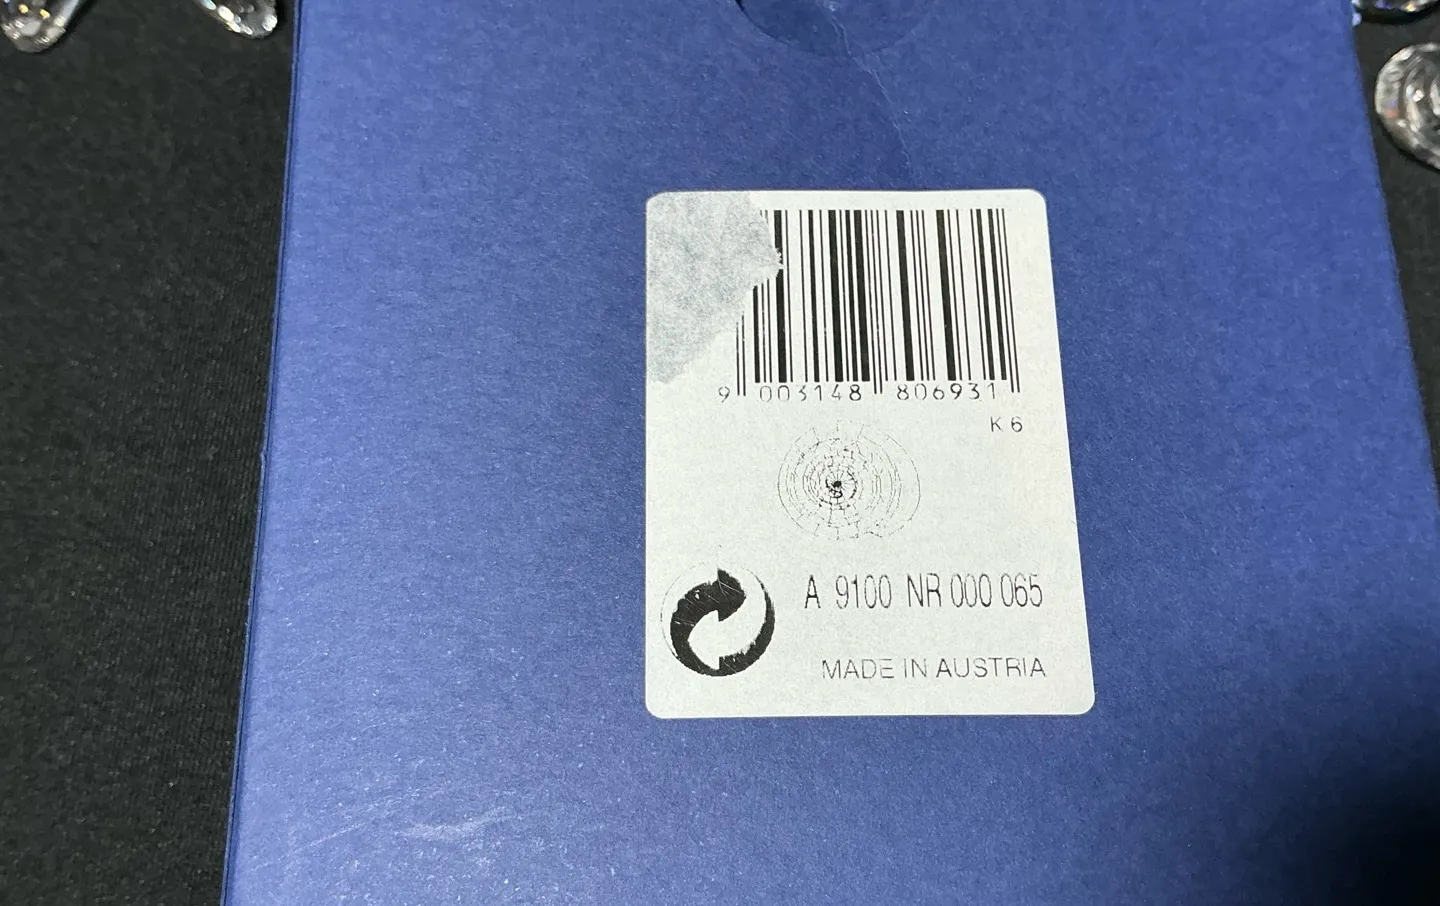 9 003148 806931
K 6
A 9100 NR 000 065
MADE IN AUSTRIA